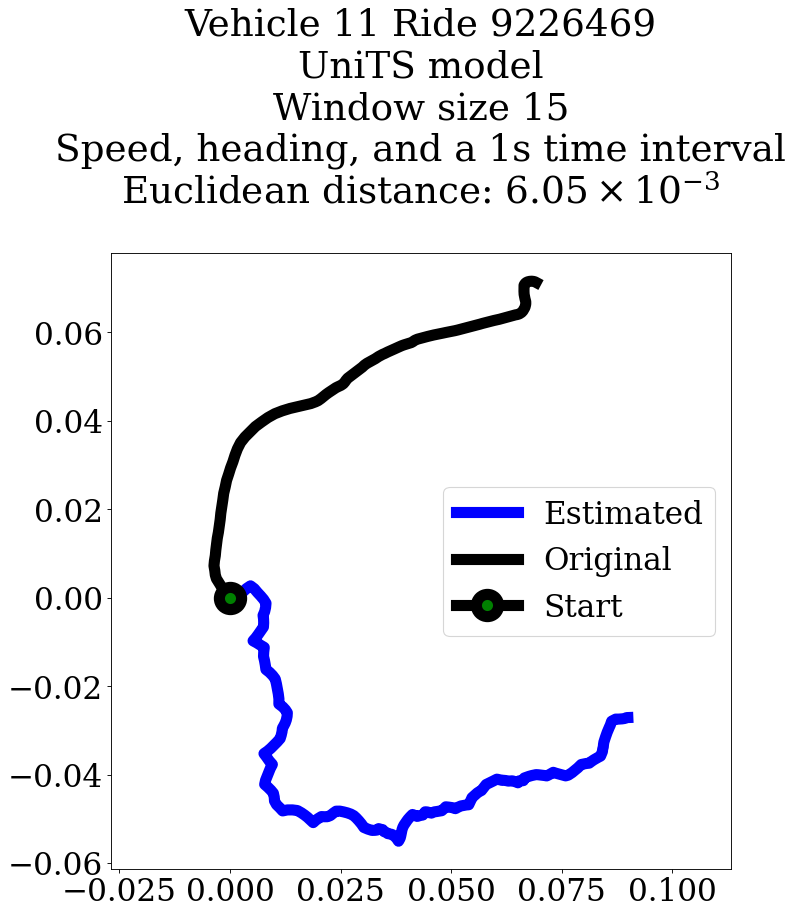 Vehicle 11 Ride 9226469
UniTS model
Window size 15
Speed, heading, and a 1s time interval
Euclidean distance: 6.05 × 10⁻³
0.06
0.04
0.02
0.00
−0.02
−0.04
−0.06
Estimated
Original
Start
−0.025 0.000 0.025 0.050 0.075 0.100